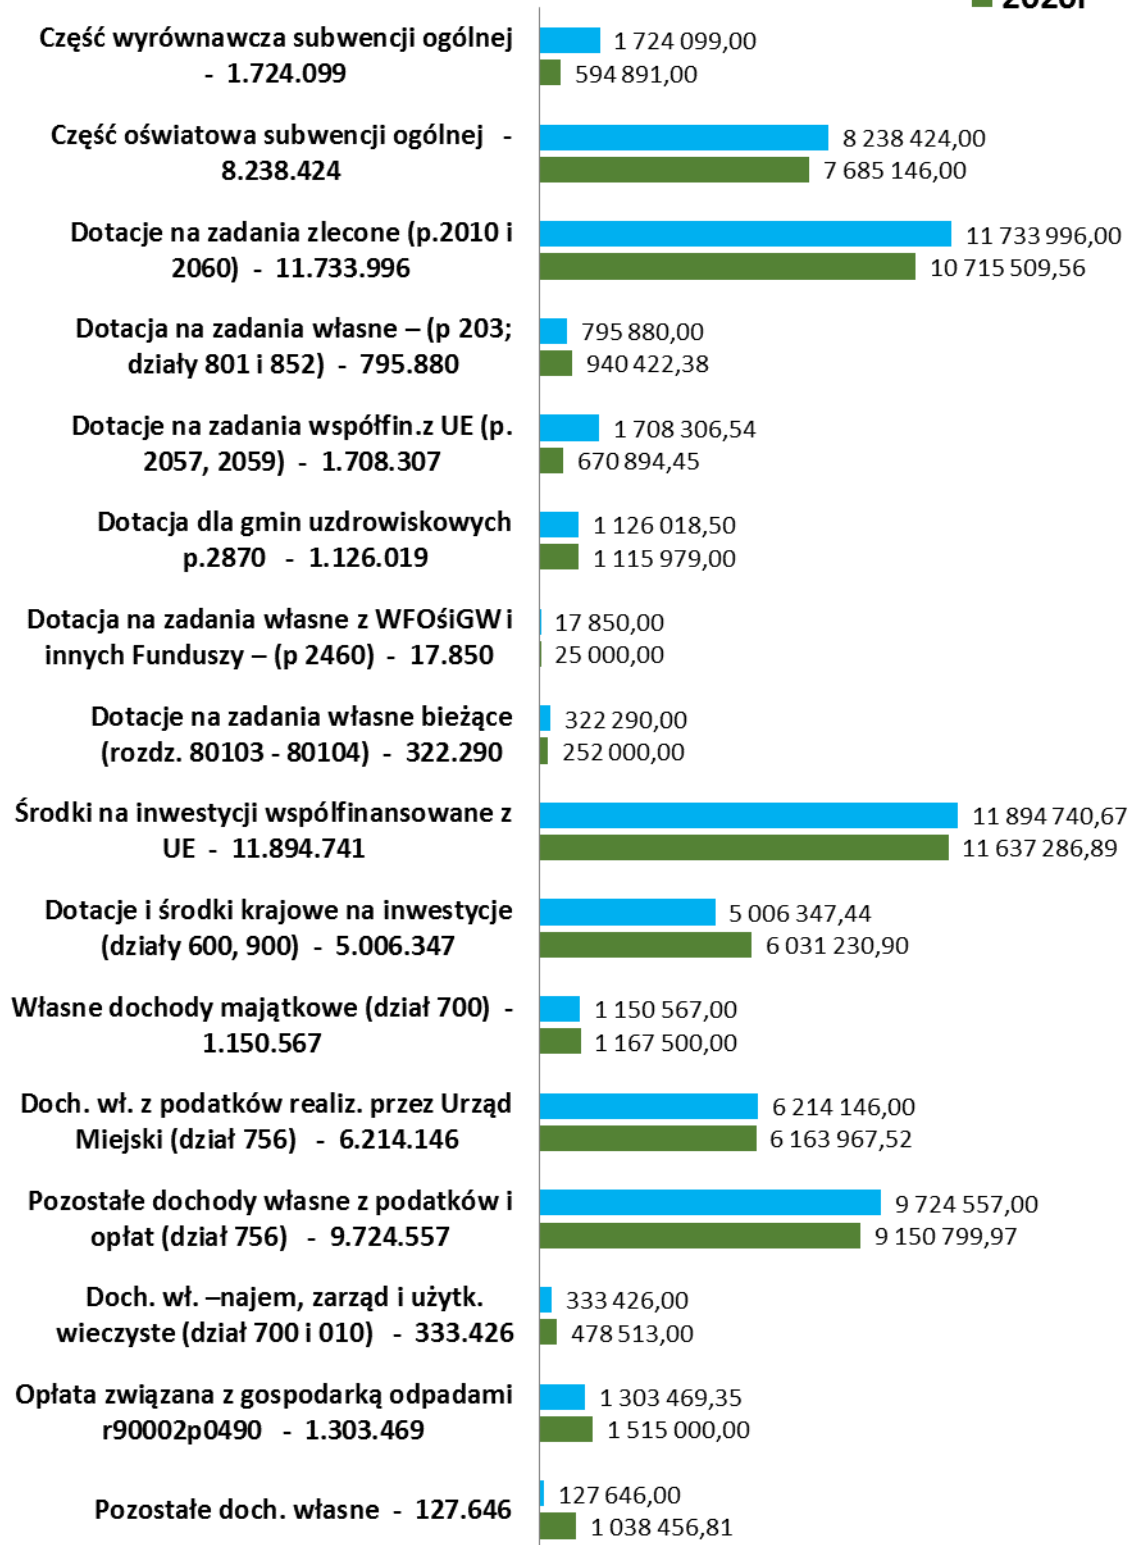 Część wyrównawcza subwencji ogólnej
- 1.724.099
1 724 099,00
594 891,00
Część oświatowa subwencji ogólnej -
8.238.424
8 238 424,00
7 685 146,00
Dotacje na zadania zlecone (p.2010 i
2060) - 11.733.996
11 733 996,00
10 715 509,56
Dotacja na zadania własne – (p 203;
działy 801 i 852) - 795.880
795 880,00
940 422,38
Dotacje na zadania współfin.z UE (p.
2057, 2059) - 1.708.307
1 708 306,54
670 894,45
Dotacja dla gmin uzdrowiskowych
p.2870 - 1.126.019
1 126 018,50
1 115 979,00
Dotacja na zadania własne z WFOśiGW i
innych Funduszy – (p 2460) - 17.850
17 850,00
25 000,00
Dotacje na zadania własne bieżące
(rozdz. 80103 - 80104) - 322.290
322 290,00
252 000,00
Środki na inwestycji wspólfinansowane z
UE - 11.894.741
11 894 740,67
11 637 286,89
Dotacje i środki krajowe na inwestycje
(działy 600, 900) - 5.006.347
5 006 347,44
6 031 230,90
Własne dochody majątkowe (dział 700) -
1.150.567
1 150 567,00
1 167 500,00
Doch. wł. z podatków realiz. przez Urząd
Miejski (dział 756) - 6.214.146
6 214 146,00
6 163 967,52
Pozostałe dochody własne z podatków i
opłat (dział 756) - 9.724.557
9 724 557,00
9 150 799,97
Doch. wł. –najem, zarząd i użytk.
wieczyste (dział 700 i 010) - 333.426
333 426,00
478 513,00
Opłata związana z gospodarką odpadami
r90002p0490 - 1.303.469
1 303 469,35
1 515 000,00
Pozostałe doch. własne - 127.646
127 646,00
1 038 456,81